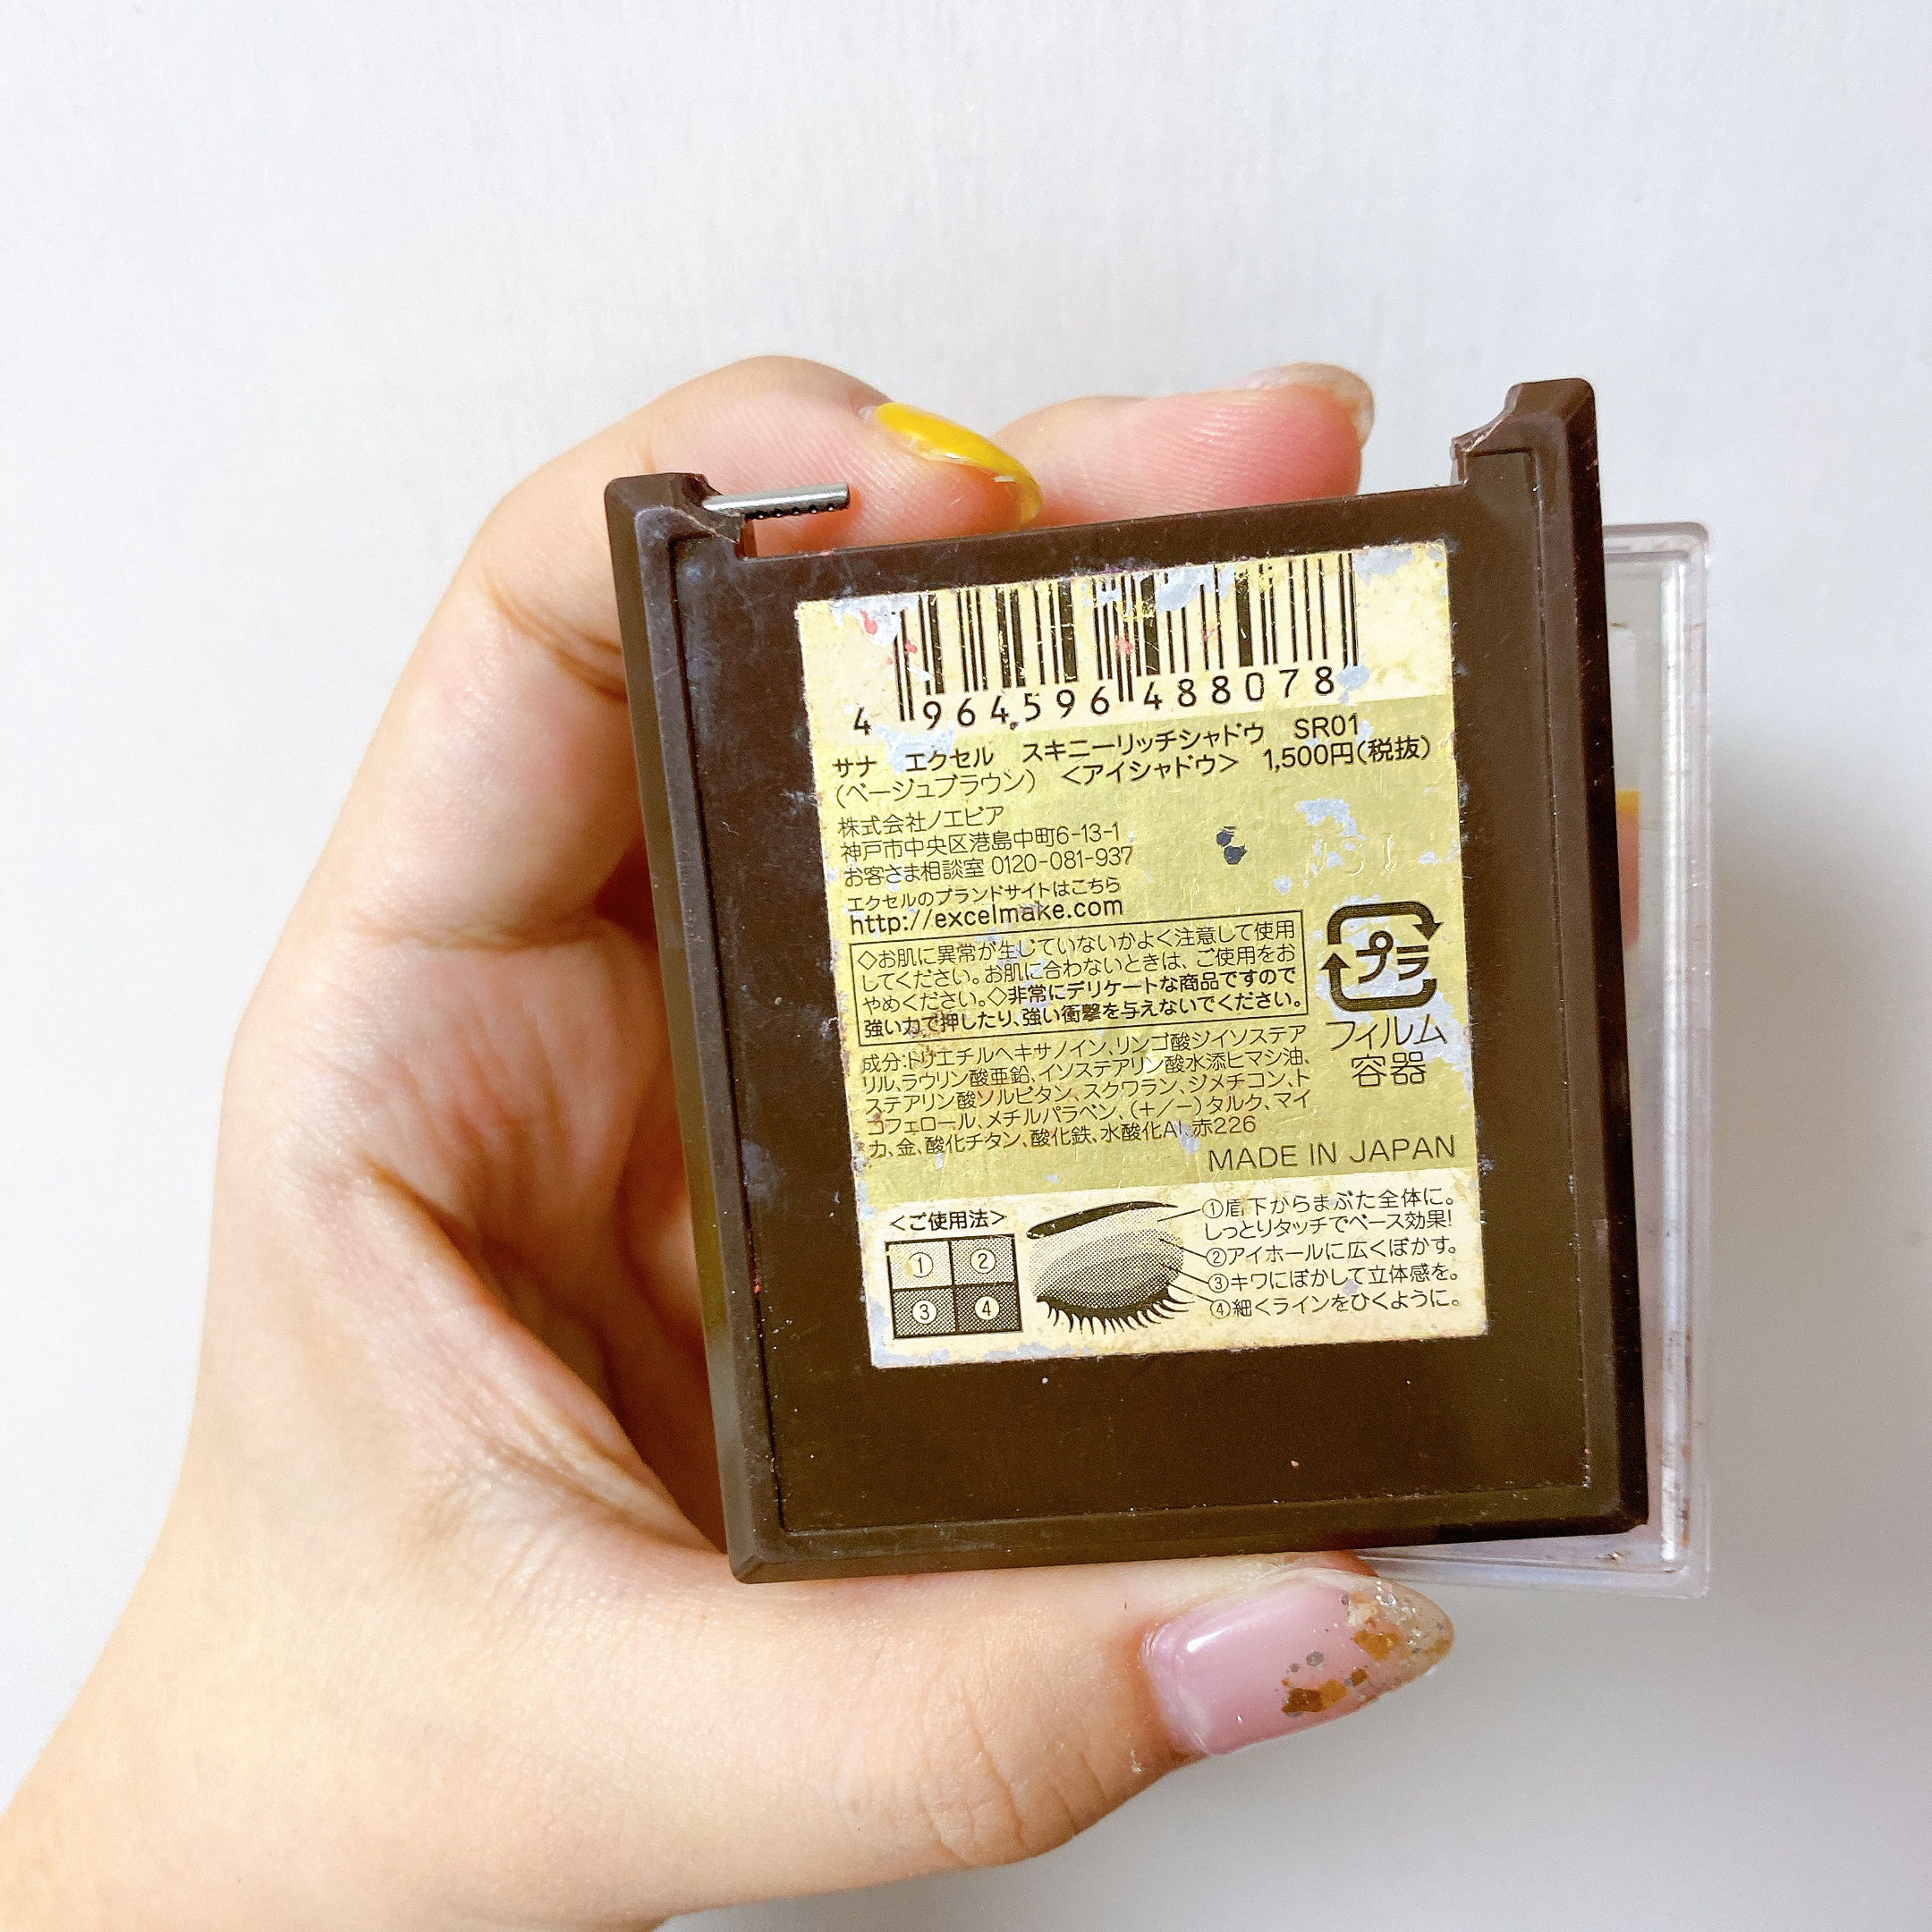 4 964596 488078
サナ エクセル スキニーリッチシャドウ SR01
(ベージュブラウン) <アイシャドウ> 1,500円(税抜)
株式会社ノエビア
神戸市中央区港島中町6-13-1
お客さま相談室 0120-081-937
エクセルのブランドサイトはこちら
http://excelmake.com
◇お肌に異常が生じていないかよく注意して使用
してください。お肌に合わないときは、ご使用をお
やめください。◇非常にデリケートな商品ですので
強い力で押したり、強い衝撃を与えないでください。
プラ
フィルム
容器
成分:トリエチルヘキサノイン、リンゴ酸ジイソステア
リル、ラウリン酸亜鉛、イソステアリン酸水添ヒマシ油、
ステアリン酸ソルビタン、スクワラン、ジメチコン、ト
コフェロール、メチルパラベン、(+/-)タルク、マイ
カ、金、酸化チタン、酸化鉄、水酸化Al、赤226
MADE IN JAPAN
<ご使用法>
① ②
③ ④
①眉下からまぶた全体に。
しっとりタッチでベース効果!
②アイホールに広くぼかす。
③キワにぼかして立体感を。
④細くラインをひくように。